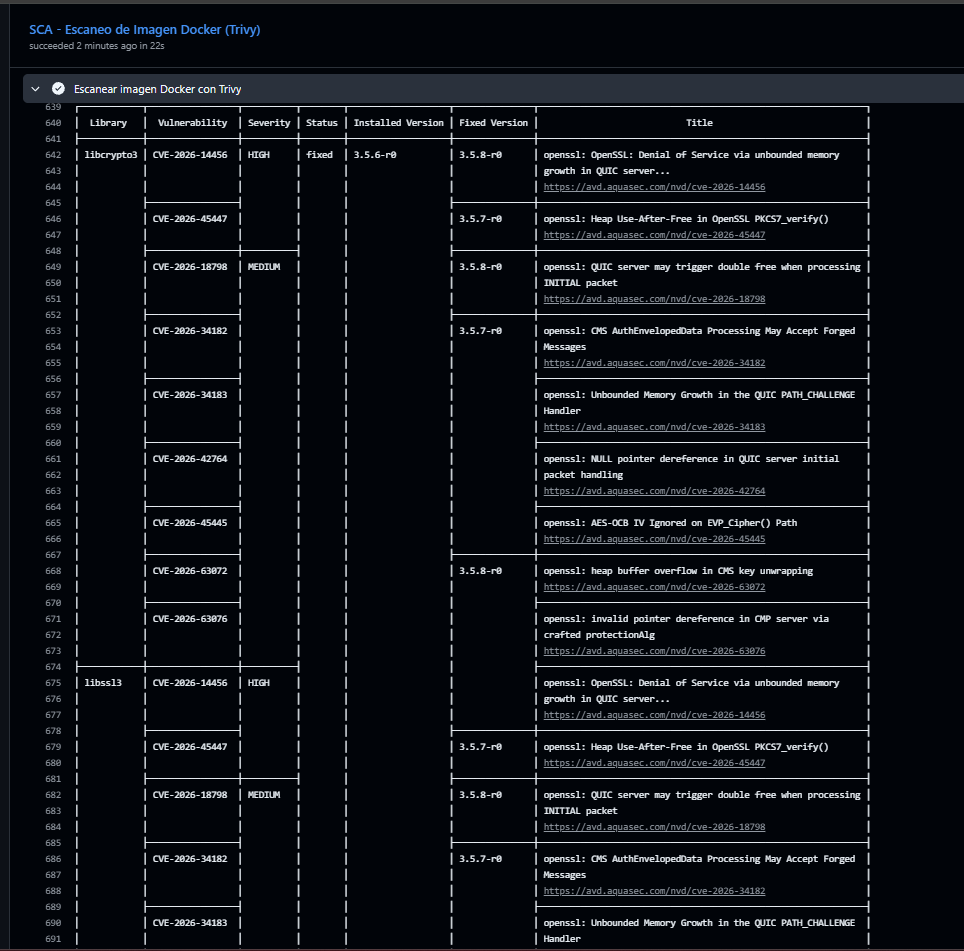 SCA - Escaneo de Imagen Docker (Trivy)
succeeded 2 minutes ago in 22s
Escanear imagen Docker con Trivy
639
640 Library Vulnerability Severity Status Installed Version Fixed Version Title
641
642 libcrypto3 CVE-2026-14456 HIGH fixed 3.5.6-r0 3.5.8-r0 openssl: OpenSSL: Denial of Service via unbounded memory
643 growth in QUIC server...
644 https://avd.aquasec.com/nvd/cve-2026-14456
645
646 CVE-2026-45447 3.5.7-r0 openssl: Heap Use-After-Free in OpenSSL PKCS7_verify()
647 https://avd.aquasec.com/nvd/cve-2026-45447
648
649 CVE-2026-18798 MEDIUM 3.5.8-r0 openssl: QUIC server may trigger double free when processing
650 INITIAL packet
651 https://avd.aquasec.com/nvd/cve-2026-18798
652
653 CVE-2026-34182 3.5.7-r0 openssl: CMS AuthEnvelopedData Processing May Accept Forged
654 Messages
655 https://avd.aquasec.com/nvd/cve-2026-34182
656
657 CVE-2026-34183 openssl: Unbounded Memory Growth in the QUIC PATH_CHALLENGE
658 Handler
659 https://avd.aquasec.com/nvd/cve-2026-34183
660
661 CVE-2026-42764 openssl: NULL pointer dereference in QUIC server initial
662 packet handling
663 https://avd.aquasec.com/nvd/cve-2026-42764
664
665 CVE-2026-45445 openssl: AES-OCB IV Ignored on EVP_Cipher() Path
666 https://avd.aquasec.com/nvd/cve-2026-45445
667
668 CVE-2026-63072 3.5.8-r0 openssl: heap buffer overflow in CMS key unwrapping
669 https://avd.aquasec.com/nvd/cve-2026-63072
670
671 CVE-2026-63076 openssl: invalid pointer dereference in CMP server via
672 crafted protectionAlg
673 https://avd.aquasec.com/nvd/cve-2026-63076
674
675 libssl3 CVE-2026-14456 HIGH openssl: OpenSSL: Denial of Service via unbounded memory
676 growth in QUIC server...
677 https://avd.aquasec.com/nvd/cve-2026-14456
678
679 CVE-2026-45447 3.5.7-r0 openssl: Heap Use-After-Free in OpenSSL PKCS7_verify()
680 https://avd.aquasec.com/nvd/cve-2026-45447
681
682 CVE-2026-18798 MEDIUM 3.5.8-r0 openssl: QUIC server may trigger double free when processing
683 INITIAL packet
684 https://avd.aquasec.com/nvd/cve-2026-18798
685
686 CVE-2026-34182 3.5.7-r0 openssl: CMS AuthEnvelopedData Processing May Accept Forged
687 Messages
688 https://avd.aquasec.com/nvd/cve-2026-34182
689
690 CVE-2026-34183 openssl: Unbounded Memory Growth in the QUIC PATH_CHALLENGE
691 Handler